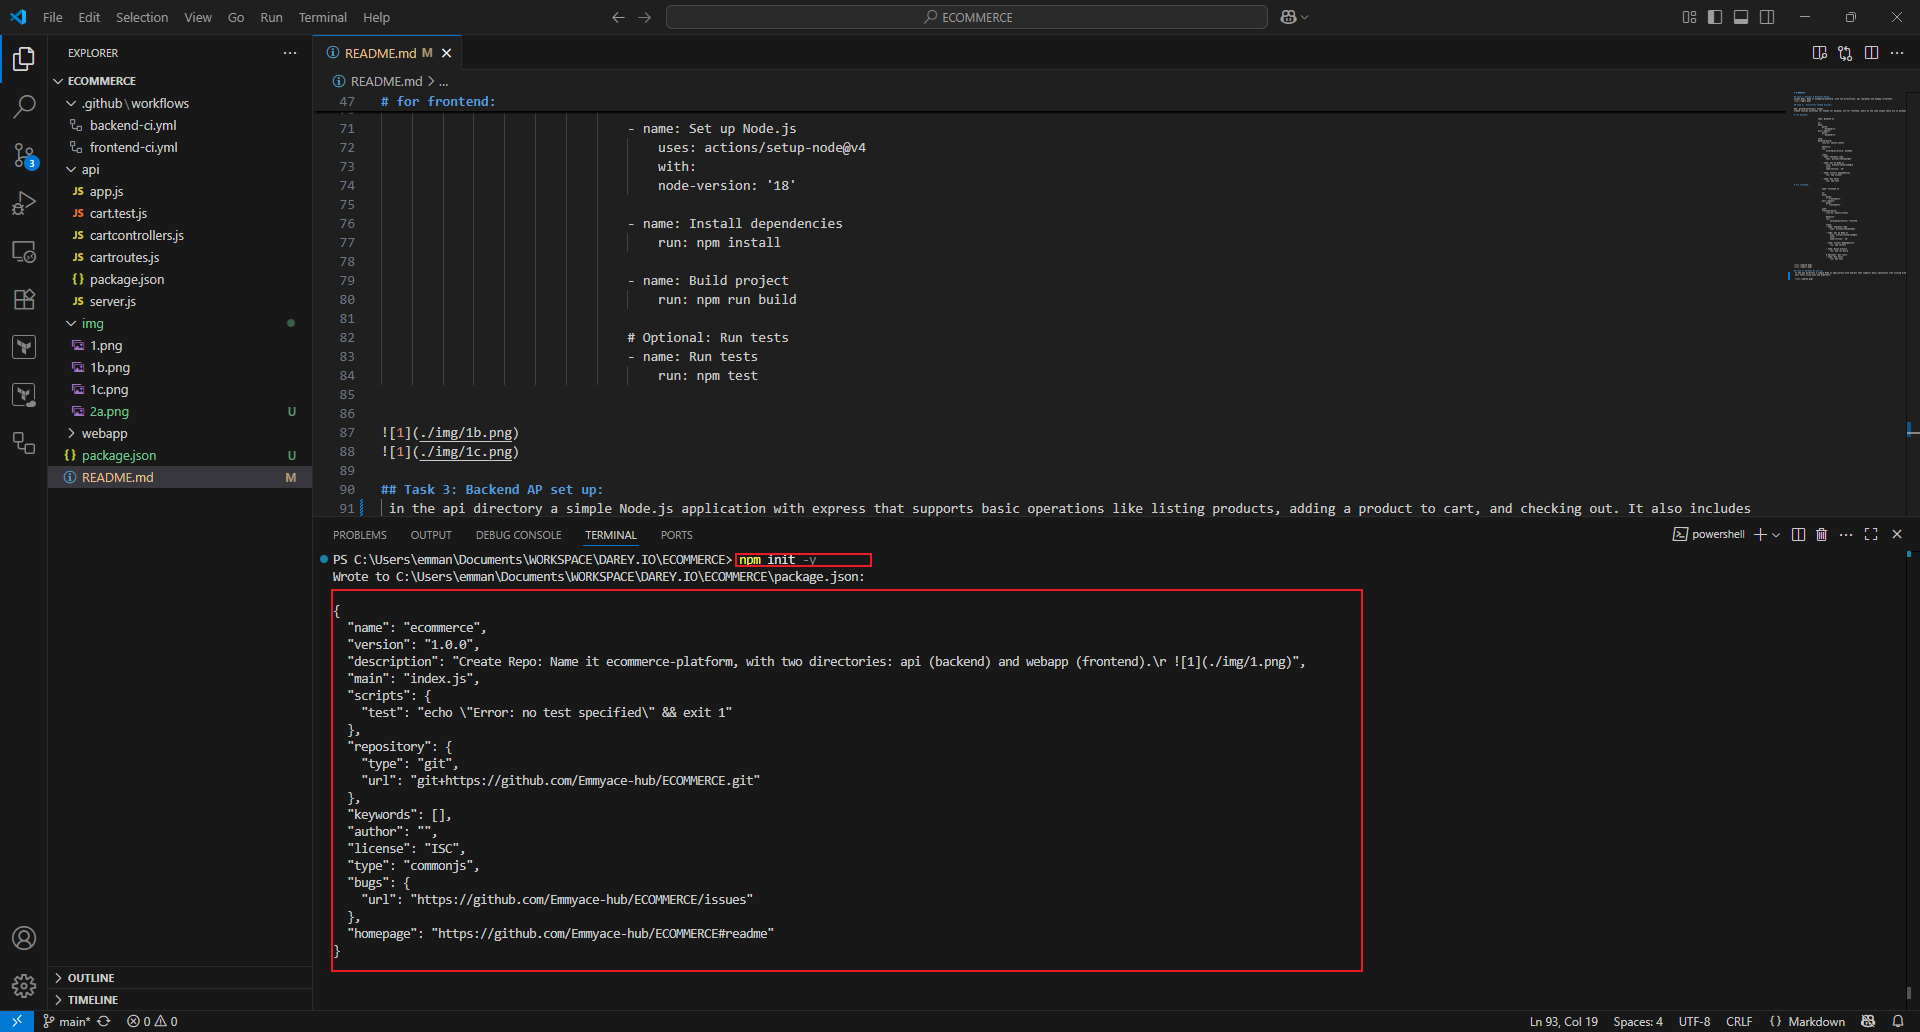 File Edit Selection View Go Run Terminal Help
ECOMMERCE
EXPLORER
ECOMMERCE
.github\workflows
backend-ci.yml
frontend-ci.yml
api
JS app.js
JS cart.test.js
JS cartcontrollers.js
JS cartroutes.js
{} package.json
JS server.js
img
1.png
1b.png
1c.png
2a.png U
webapp
{} package.json U
README.md M
OUTLINE
TIMELINE
3
README.md M
README.md > ...
47 # for frontend:
71 - name: Set up Node.js
72 uses: actions/setup-node@v4
73 with:
74 node-version: '18'
75
76 - name: Install dependencies
77 run: npm install
78
79 - name: Build project
80 run: npm run build
81
82 # Optional: Run tests
83 - name: Run tests
84 run: npm test
85
86
87 ![1](./img/1b.png)
88 ![1](./img/1c.png)
89
90 ## Task 3: Backend AP set up:
91 in the api directory a simple Node.js application with express that supports basic operations like listing products, adding a product to cart, and checking out. It also includes
PROBLEMS OUTPUT DEBUG CONSOLE TERMINAL PORTS
powershell
PS C:\Users\emman\Documents\WORKSPACE\DAREY.IO\ECOMMERCE> npm init -y
Wrote to C:\Users\emman\Documents\WORKSPACE\DAREY.IO\ECOMMERCE\package.json:
{
"name": "ecommerce",
"version": "1.0.0",
"description": "Create Repo: Name it ecommerce-platform, with two directories: api (backend) and webapp (frontend).\r ![1](./img/1.png)",
"main": "index.js",
"scripts": {
"test": "echo \"Error: no test specified\" && exit 1"
},
"repository": {
"type": "git",
"url": "git+https://github.com/Emmyace-hub/ECOMMERCE.git"
},
"keywords": [],
"author": "",
"license": "ISC",
"type": "commonjs",
"bugs": {
"url": "https://github.com/Emmyace-hub/ECOMMERCE/issues"
},
"homepage": "https://github.com/Emmyace-hub/ECOMMERCE#readme"
}
main* 0 0
Ln 93, Col 19 Spaces: 4 UTF-8 CRLF {} Markdown